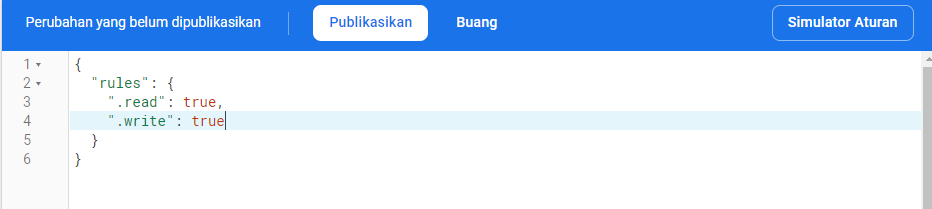 Perubahan yang belum dipublikasikan Publikasikan Buang Simulator Aturan
1 {
2 "rules": {
3 ".read": true,
4 ".write": true
5 }
6 }